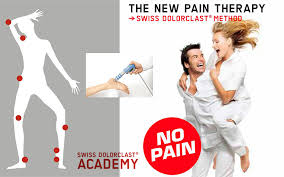 THE NEW PAIN THERAPY
→ SWISS DOLORCLAST® METHOD
NO
PAIN
SWISS DOLORCLAST®
ACADEMY